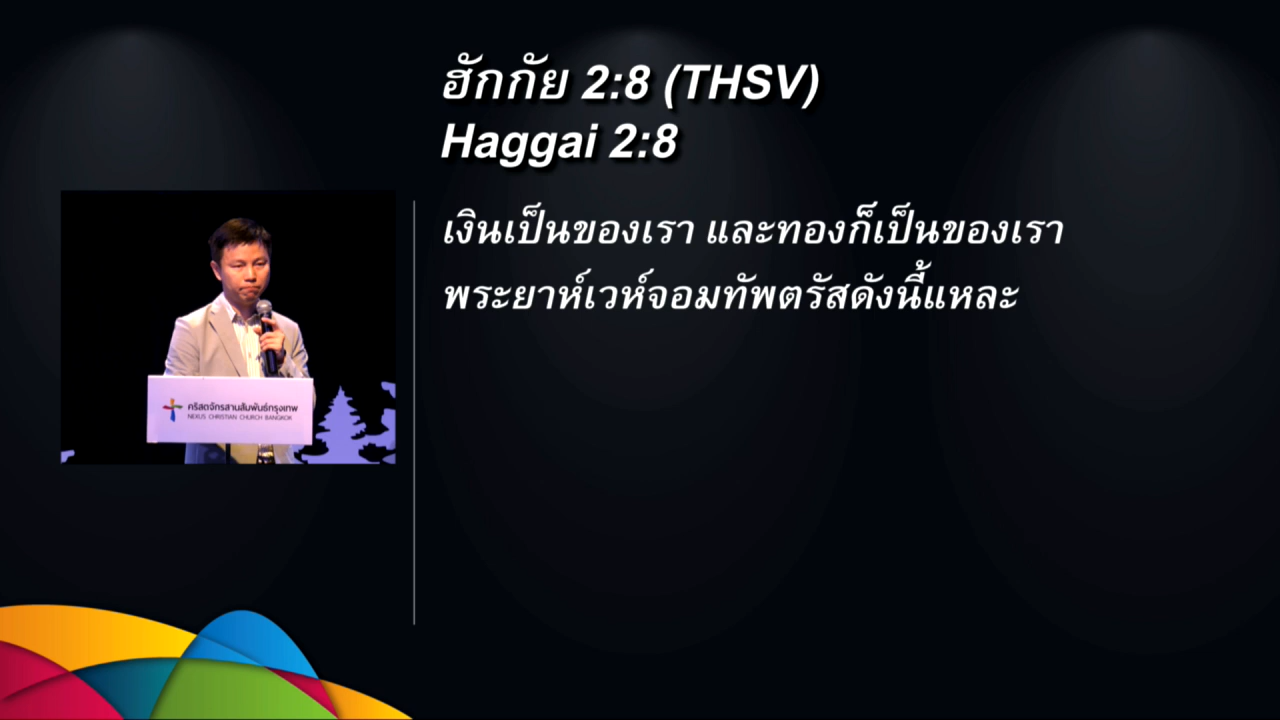 ฮักกัย 2:8 (THSV)
Haggai 2:8
เงินเป็นของเรา และทองก็เป็นของเรา
พระยาห์เวห์จอมทัพตรัสดังนี้แหละ
คริสตจักรสานสัมพันธ์กรุงเทพ
NEXUS CHRISTIAN CHURCH BANGKOK